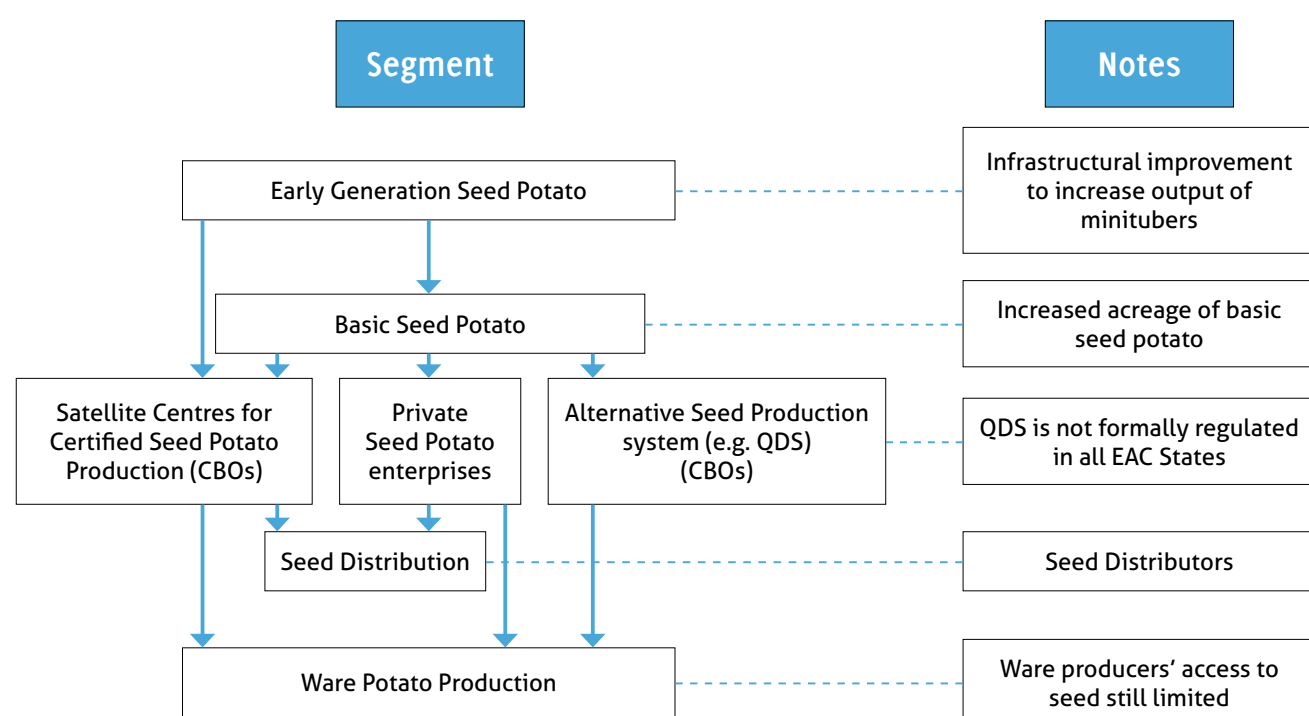 Segment
Notes
Early Generation Seed Potato
Infrastructural improvement
to increase output of
minitubers
Basic Seed Potato
Increased acreage of basic
seed potato
Satellite Centres for
Certified Seed Potato
Production (CBOs)
Private
Seed Potato
enterprises
Alternative Seed Production
system (e.g. QDS)
(CBOs)
QDS is not formally regulated
in all EAC States
Seed Distribution
Seed Distributors
Ware Potato Production
Ware producers’ access to
seed still limited